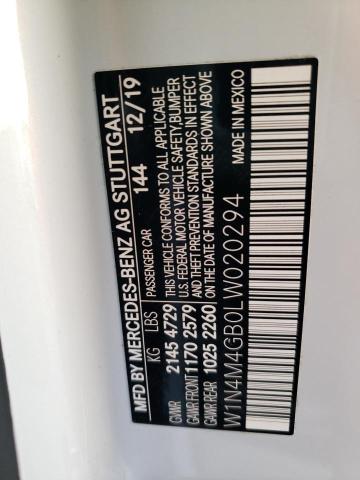 MFD BY MERCEDES-BENZ AG STUTTGART
144 12/19
KG LBS PASSENGER CAR
GVWR 2145 4729 THIS VEHICLE CONFORMS TO ALL APPLICABLE
U.S. FEDERAL MOTOR VEHICLE SAFETY,BUMPER
GAWR FRONT 1170 2579 AND THEFT PREVENTION STANDARDS IN EFFECT
GAWR REAR 1025 2260 ON THE DATE OF MANUFACTURE SHOWN ABOVE
W1N4M4GB0LW020294 MADE IN MEXICO